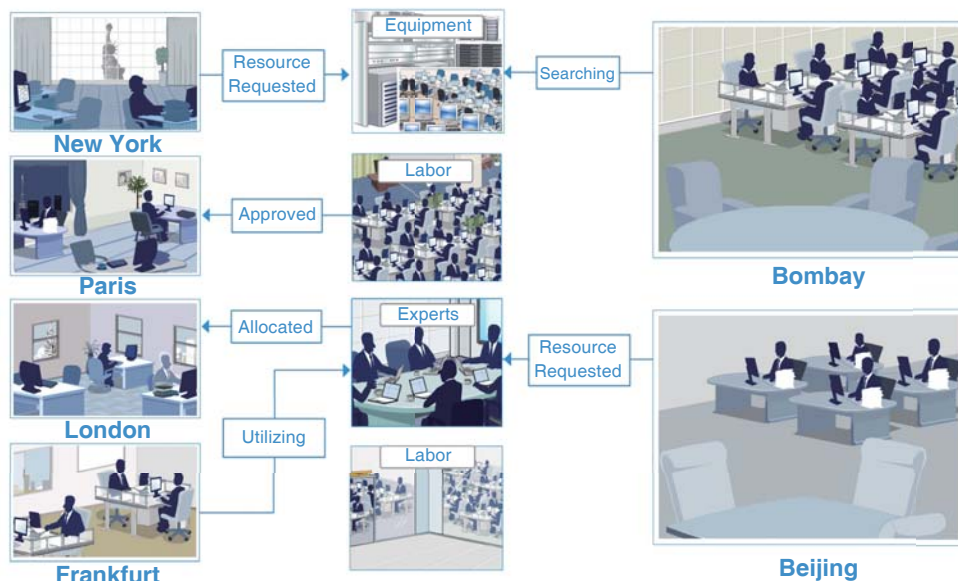 Equipment
Resource
Requested
Searching
New York
Labor
Approved
Paris
Bombay
Experts
Allocated
Resource
Requested
London
Utilizing
Labor
Frankfurt
Beijing